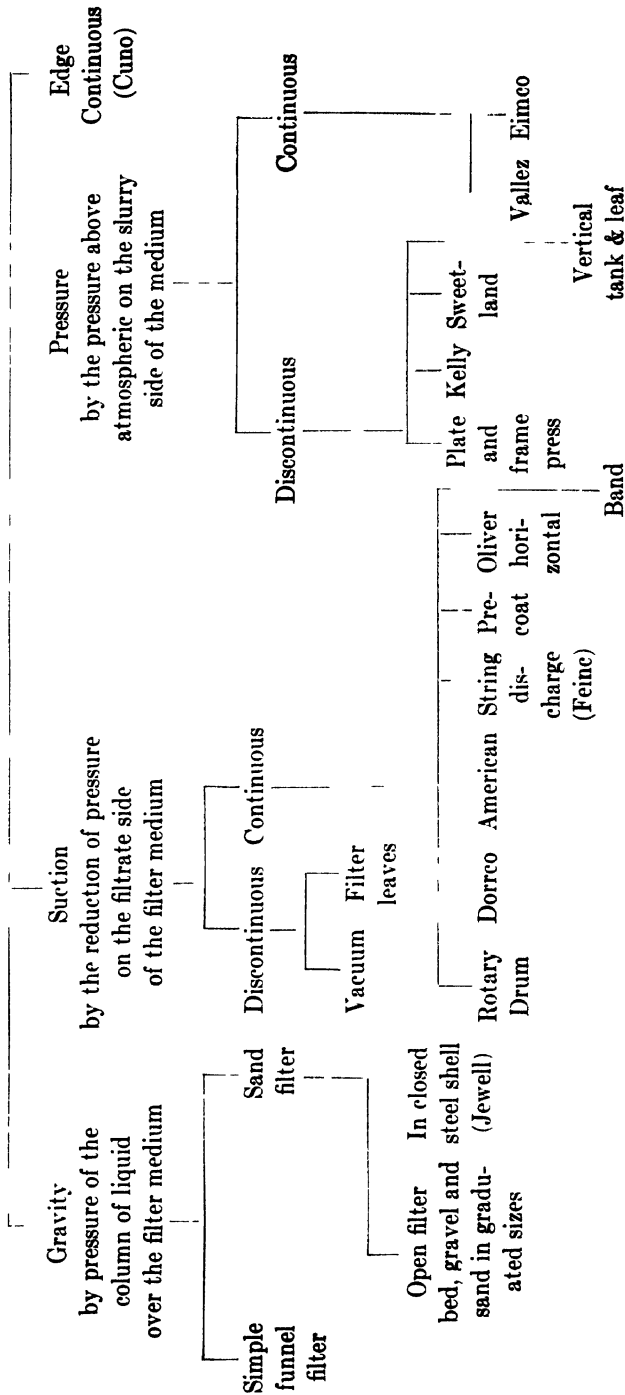 Gravity
by pressure of the
column of liquid
over the filter medium
Simple
funnel
filter
Sand
filter
Open filter
bed, gravel and
sand in gradu-
ated sizes
In closed
steel shell
(Jewell)
Suction
by the reduction of pressure
on the filtrate side
of the filter medium
Discontinuous
Continuous
Vacuum
Filter
leaves
Rotary
Drum
Dorrco
American
String
dis-
charge
(Feinc)
Pre-
coat
Oliver
hori-
zontal
Band
Pressure
by the pressure above
atmospheric on the slurry
side of the medium
Discontinuous
Continuous
Plate
and
frame
press
Kelly
Sweet-
land
Vertical
tank & leaf
Vallez
Eimco
Edge
Continuous
(Cuno)